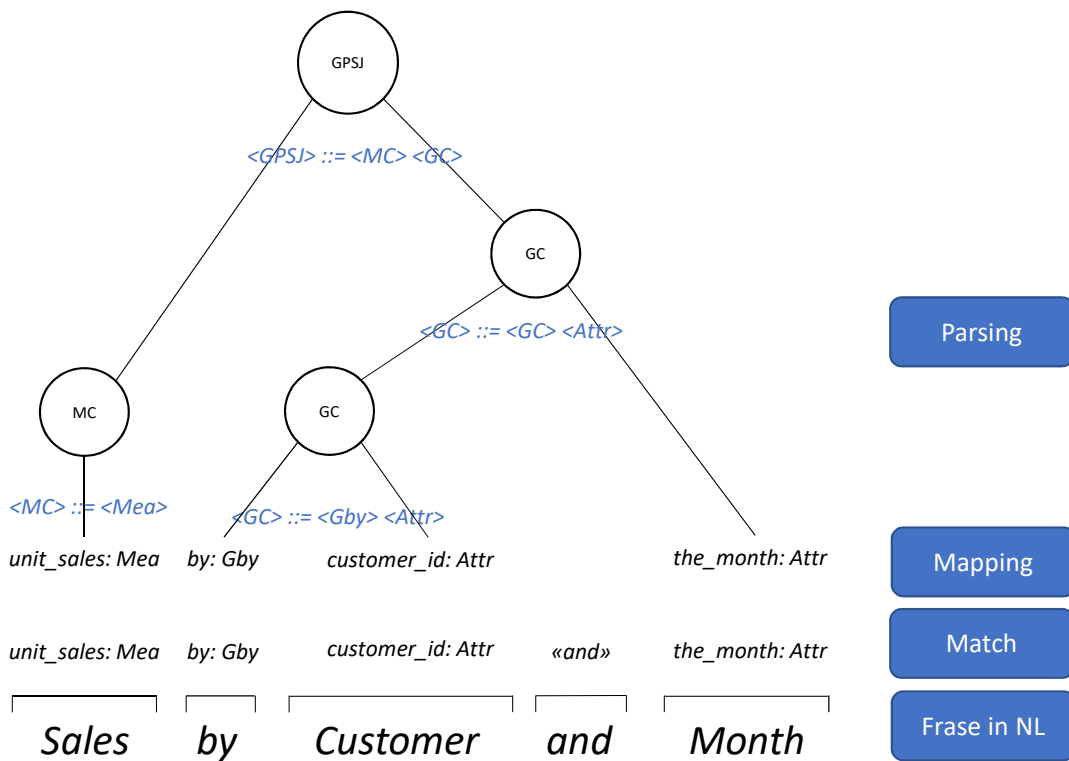 GPSJ
<GPSJ> ::= <MC> <GC>
GC
<GC> ::= <GC> <Attr>
Parsing
MC
GC
<MC> ::= <Mea>
<GC> ::= <Gby> <Attr>
unit_sales: Mea by: Gby customer_id: Attr the_month: Attr
Mapping
unit_sales: Mea by: Gby customer_id: Attr «and» the_month: Attr
Match
Sales by Customer and Month
Frase in NL